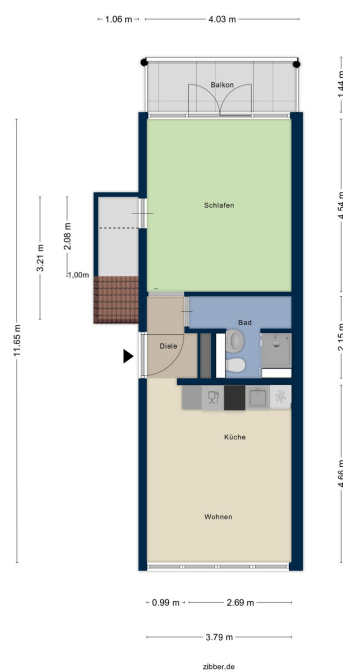 1.06 m
4.03 m
1.44 m
Balkon
4.54 m
Schlafen
11.65 m
3.21 m
2.08 m
1,00m
Bad
2.15 m
Diele
4.66 m
Küche
Wohnen
0.99 m
2.69 m
3.79 m
zibber.de